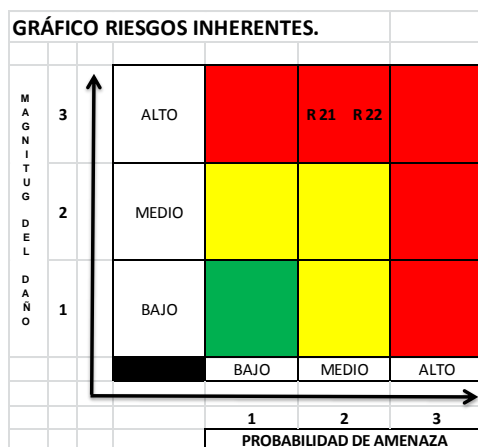 GRÁFICO RIESGOS INHERENTES.
MAGNITUG DEL DAÑO
3 ALTO R 21 R 22
2 MEDIO
1 BAJO
BAJO MEDIO ALTO
1 2 3
PROBABILIDAD DE AMENAZA